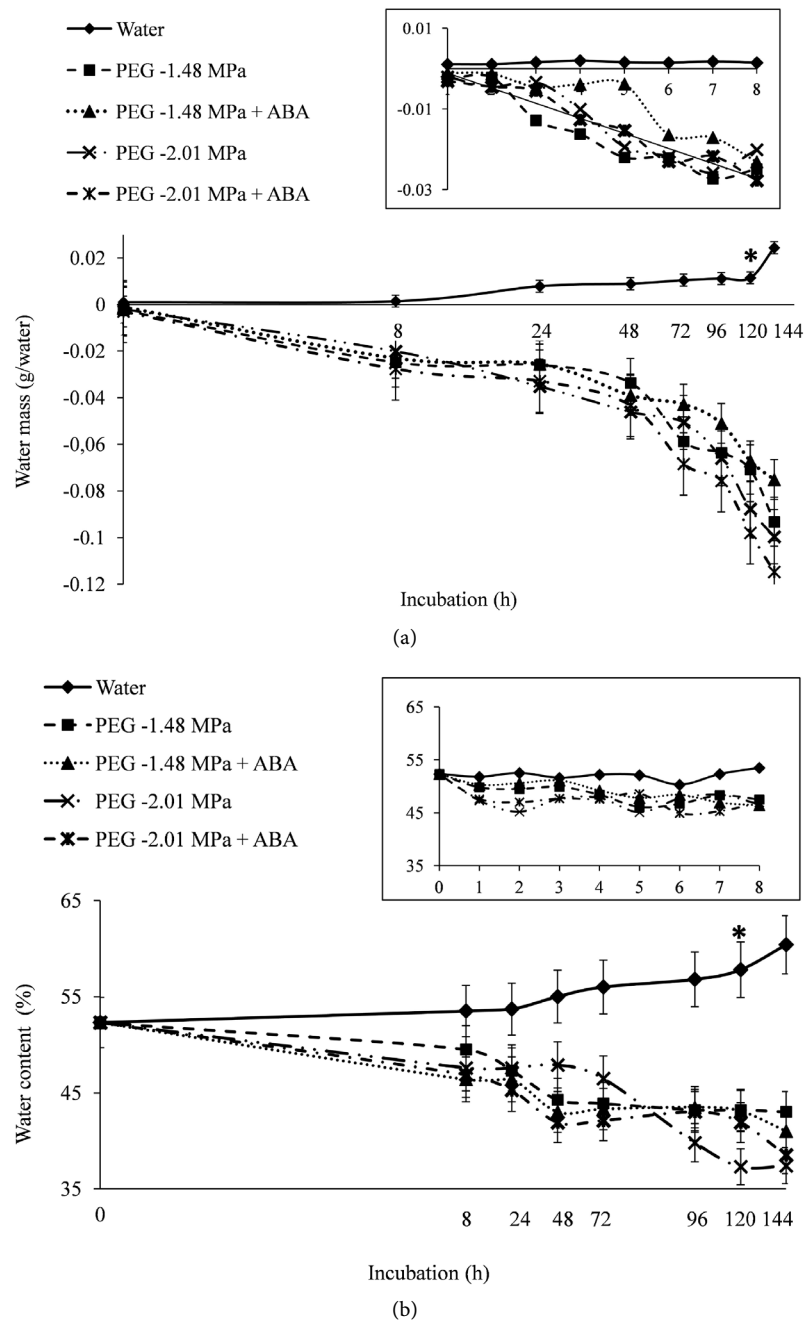 Water
PEG -1.48 MPa
PEG -1.48 MPa + ABA
PEG -2.01 MPa
PEG -2.01 MPa + ABA
0.01
-0.01
-0.03
1 2 3 4 5 6 7 8
0.02
0
-0.02
-0.04
-0,06
-0.08
-0.1
-0.12
Water mass (g/water)
*
8 24 48 72 96 120 144
Incubation (h)
(a)
Water
PEG -1.48 MPa
PEG -1.48 MPa + ABA
PEG -2.01 MPa
PEG -2.01 MPa + ABA
65
55
45
35
0 1 2 3 4 5 6 7 8
65
55
45
35
Water content (%)
*
0 8 24 48 72 96 120 144
Incubation (h)
(b)